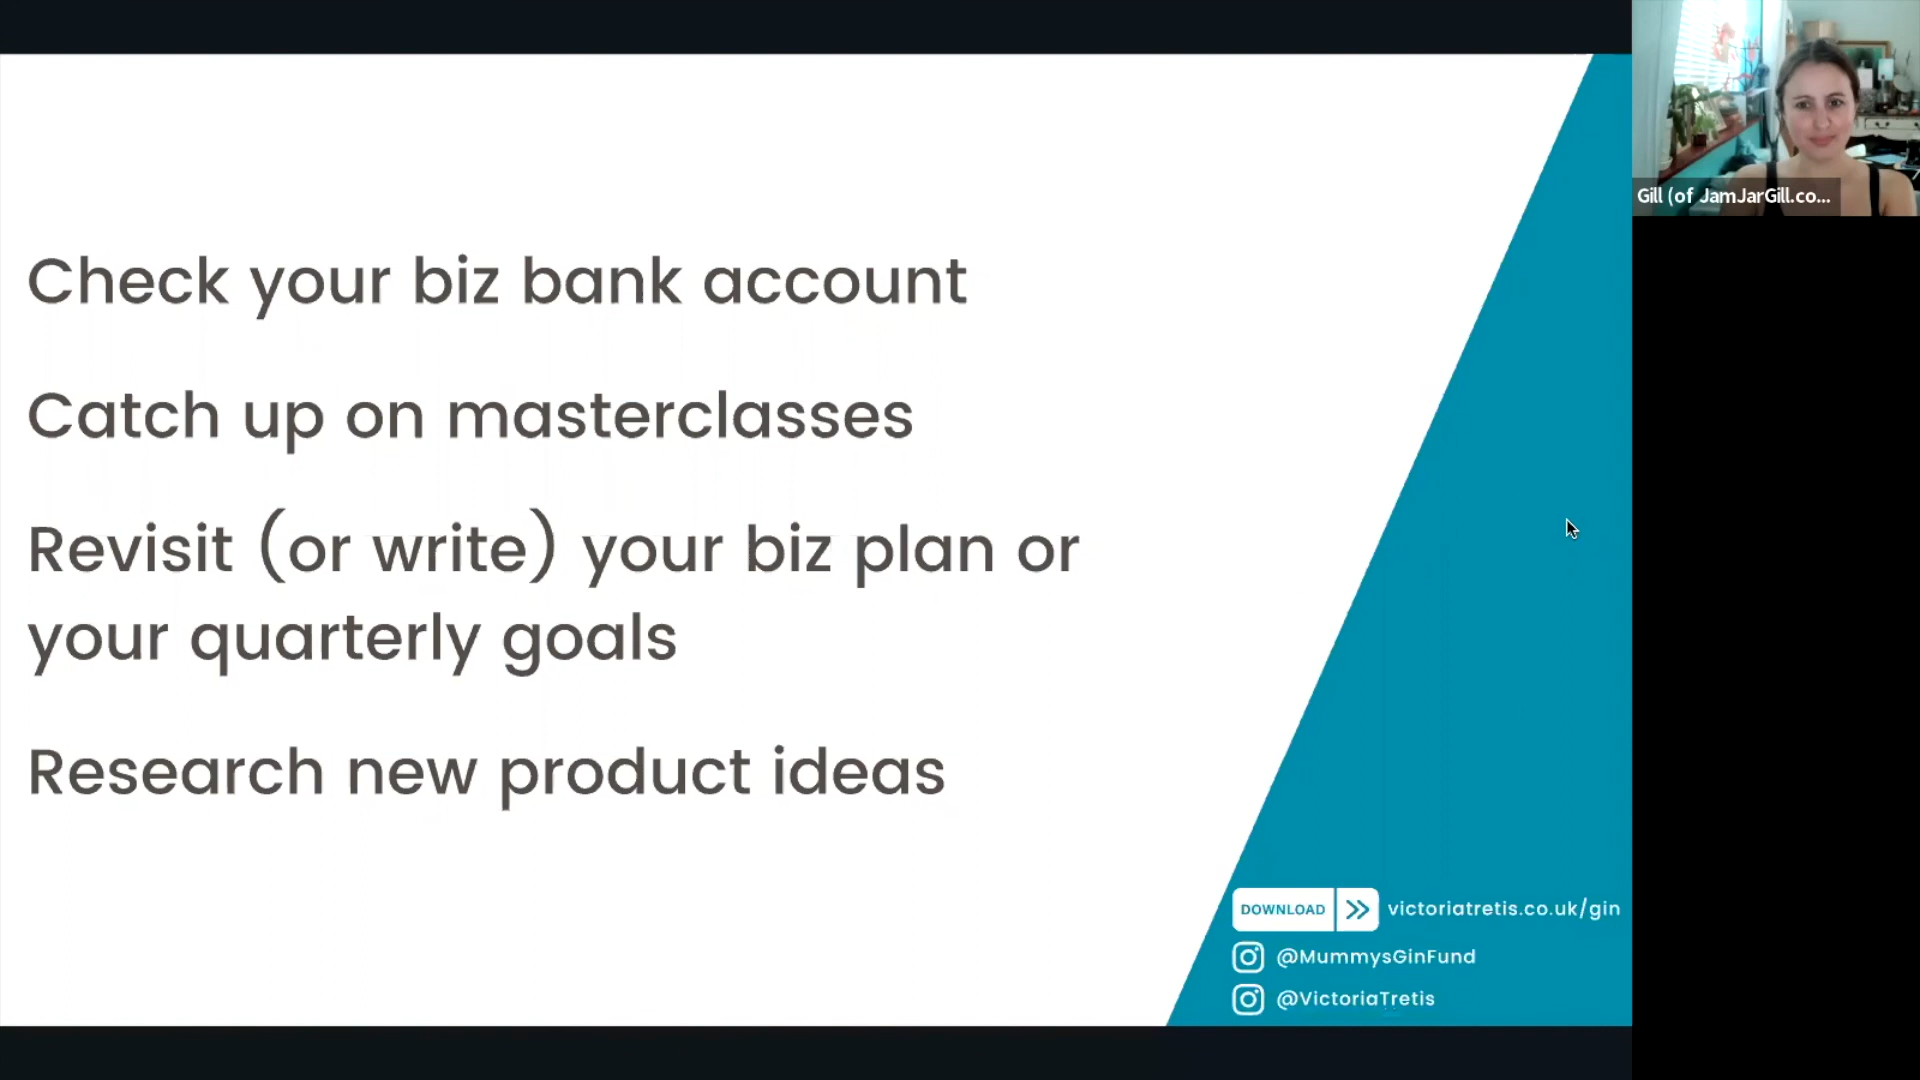 Check your biz bank account
Catch up on masterclasses
Revisit (or write) your biz plan or
your quarterly goals
Research new product ideas
DOWNLOAD
victoriatretis.co.uk/gin
@MummysGinFund
@VictoriaTretis
Gill (of JamJarGill.co...